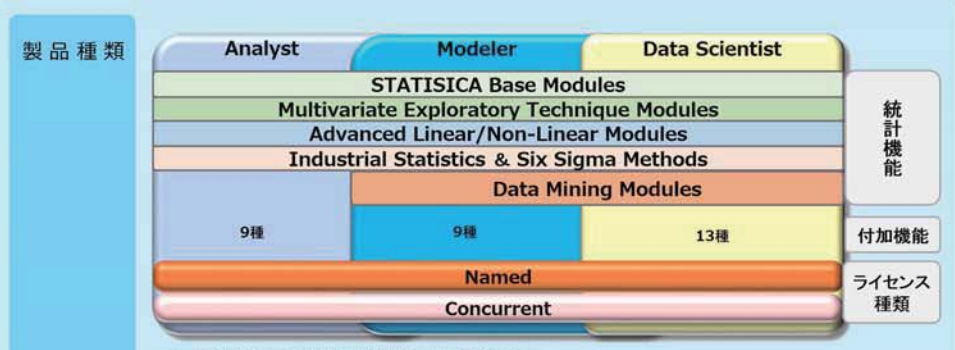 製品種類
Analyst
Modeler
Data Scientist
STATISICA Base Modules
Multivariate Exploratory Technique Modules
Advanced Linear/Non-Linear Modules
Industrial Statistics & Six Sigma Methods
Data Mining Modules
統計機能
9種
9種
13種
付加機能
Named
Concurrent
ライセンス
種類